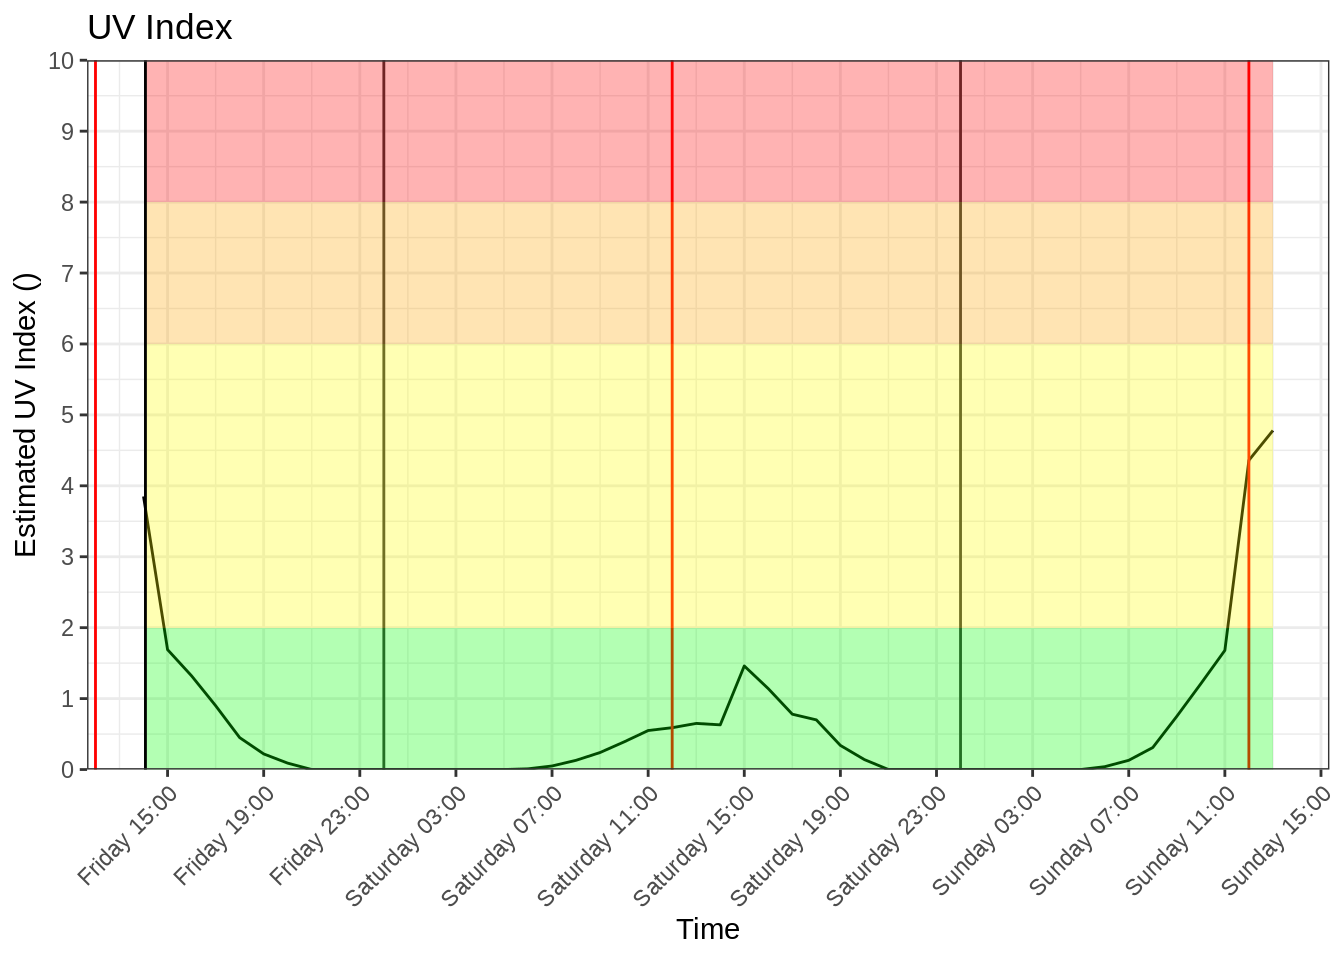 UV Index
Estimated UV Index ()
10
9
8
7
6
5
4
3
2
1
0
Friday 15:00
Friday 19:00
Friday 23:00
Saturday 03:00
Saturday 07:00
Saturday 11:00
Saturday 15:00
Saturday 19:00
Saturday 23:00
Sunday 03:00
Sunday 07:00
Sunday 11:00
Sunday 15:00
Time